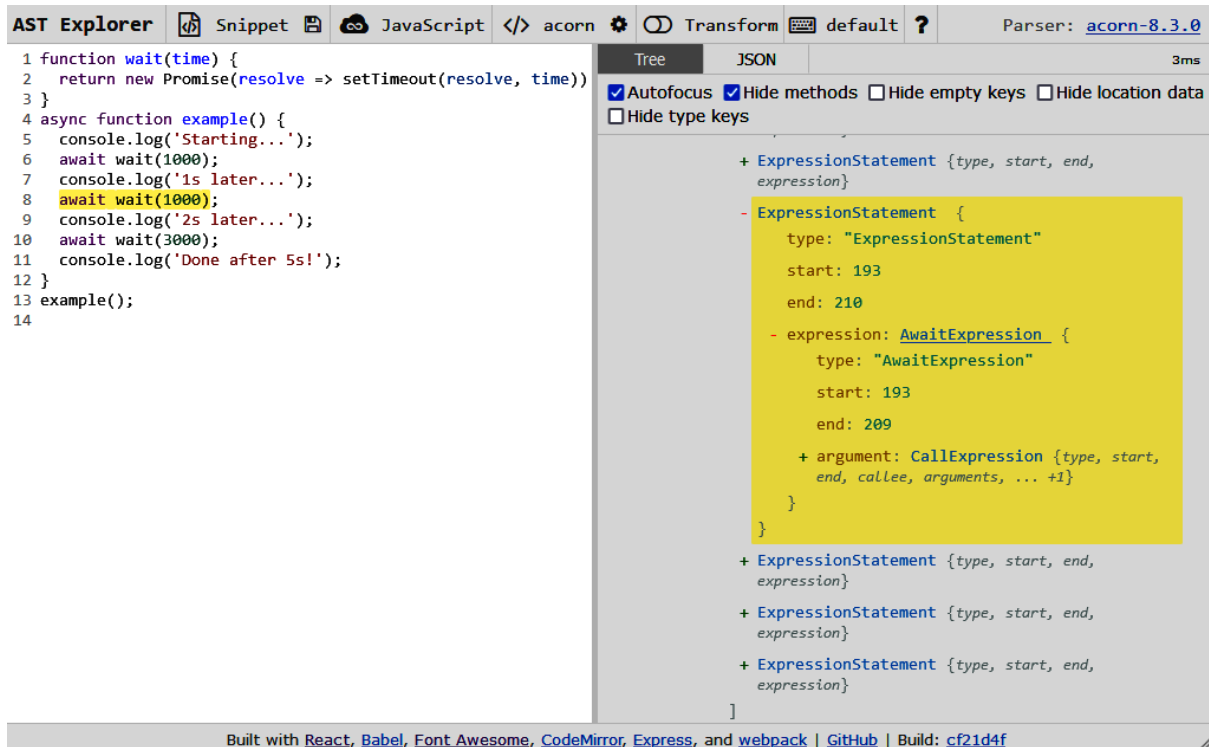 AST Explorer Snippet JavaScript </> acorn Transform default ? Parser: acorn-8.3.0
1 function wait(time) {
2 return new Promise(resolve => setTimeout(resolve, time))
3 }
4 async function example() {
5 console.log('Starting...');
6 await wait(1000);
7 console.log('1s later...');
8 await wait(1000);
9 console.log('2s later...');
10 await wait(3000);
11 console.log('Done after 5s!');
12 }
13 example();
14
Tree JSON 3ms
Autofocus Hide methods Hide empty keys Hide location data
Hide type keys
+ ExpressionStatement {type, start, end,
expression}
- ExpressionStatement {
type: "ExpressionStatement"
start: 193
end: 210
- expression: AwaitExpression {
type: "AwaitExpression"
start: 193
end: 209
+ argument: CallExpression {type, start,
end, callee, arguments, ... +1}
}
}
+ ExpressionStatement {type, start, end,
expression}
+ ExpressionStatement {type, start, end,
expression}
+ ExpressionStatement {type, start, end,
expression}
]
Built with React, Babel, Font Awesome, CodeMirror, Express, and webpack | GitHub | Build: cf21d4f